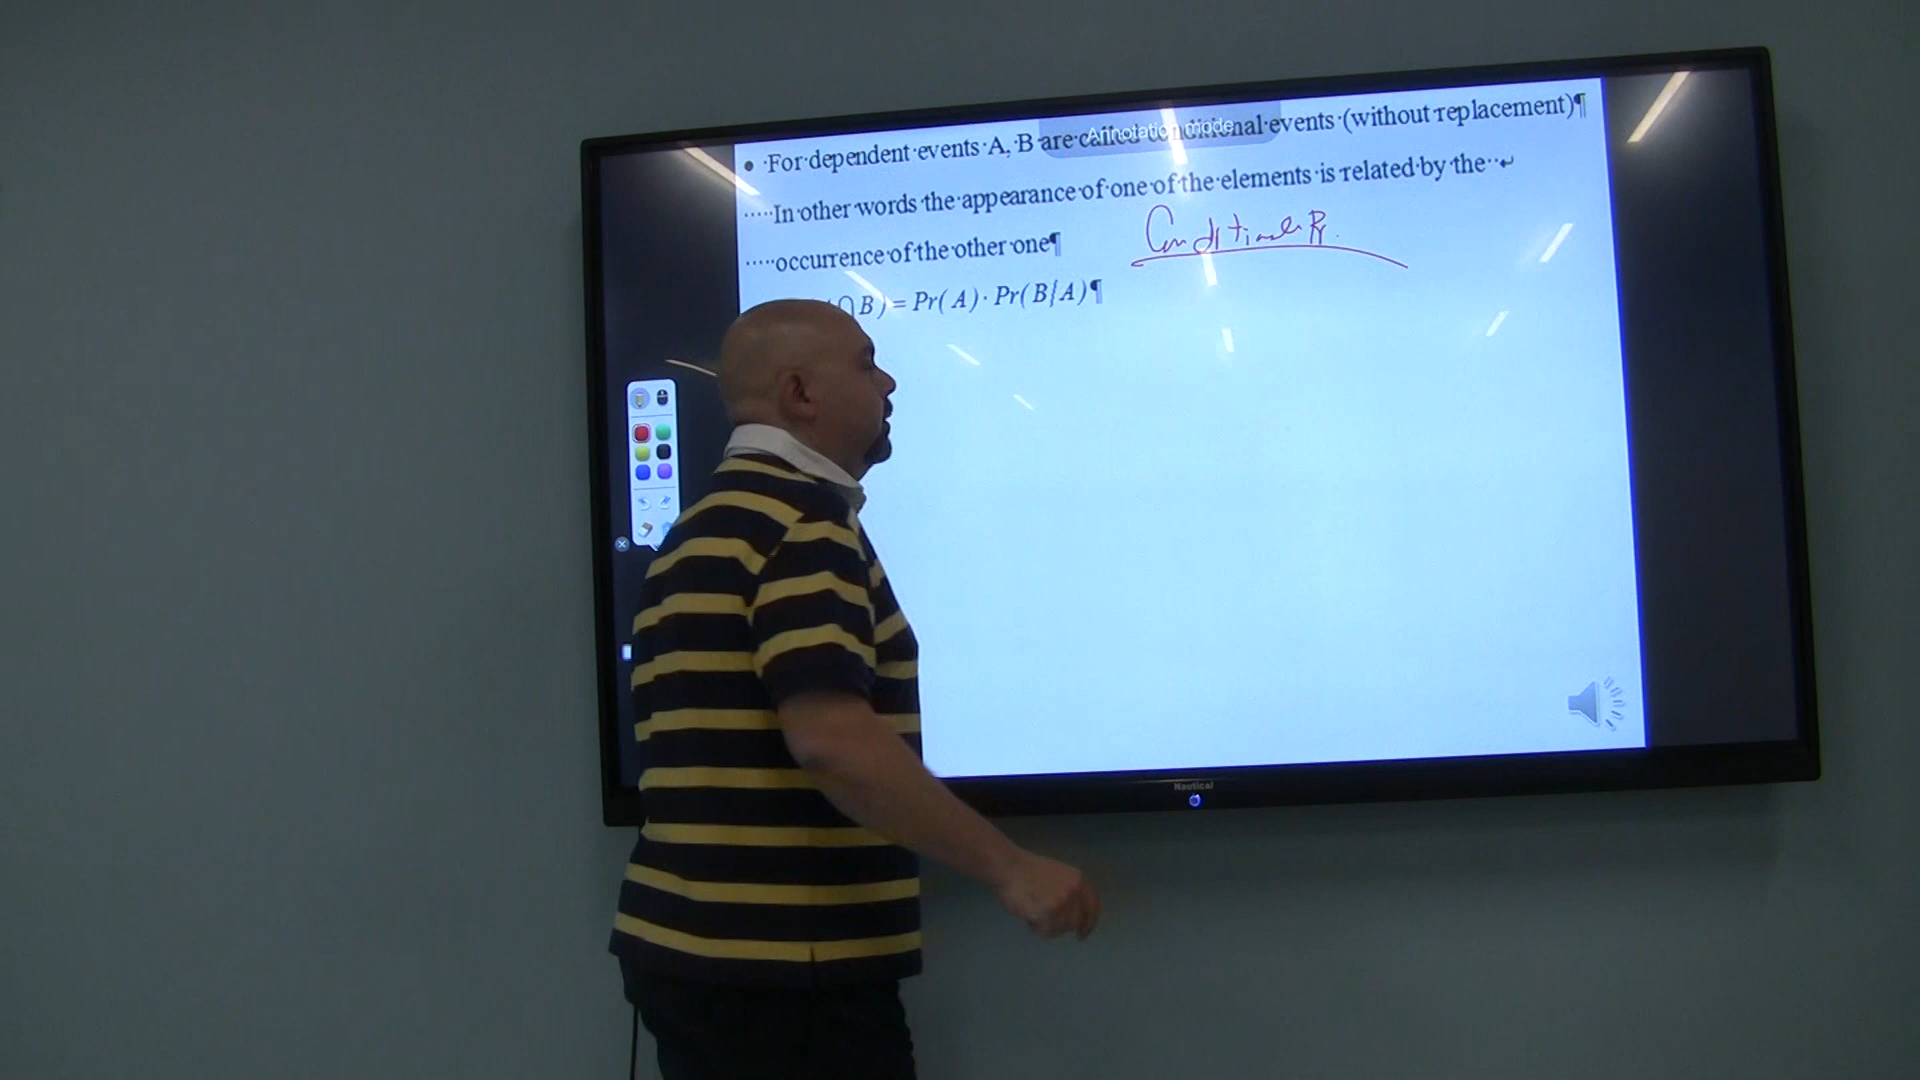 • ·For·dependent·events·A,·B·are·called·conditional·events·(without·replacement)¶
Annotation mode
·····In·other·words·the·appearance·of·one·of·the·elements·is·related·by·the··↵
·····occurrence·of·the·other·one¶
Conditional Pr.
∩B)=Pr(A)·Pr(B/A)¶
Nautical